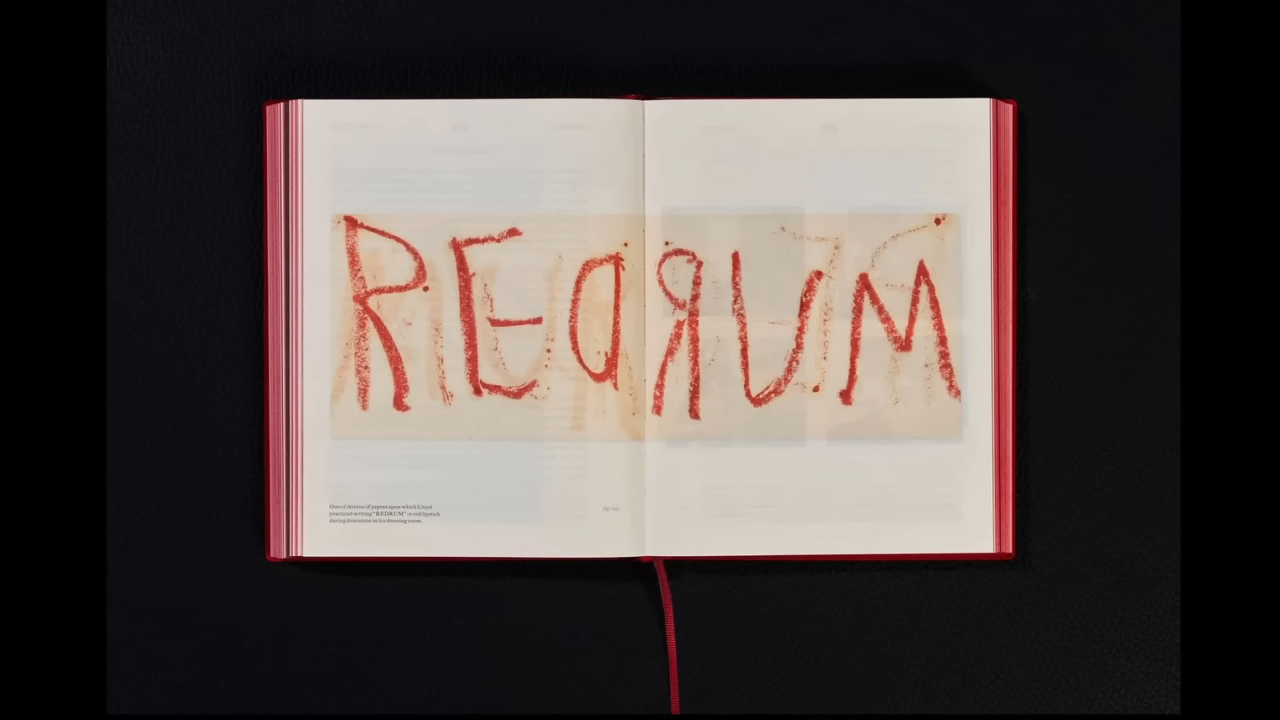 REDRUM
One of dozens of papers upon which Lloyd
practiced writing "REDRUM" in red lipstick
during downtime in his dressing room.